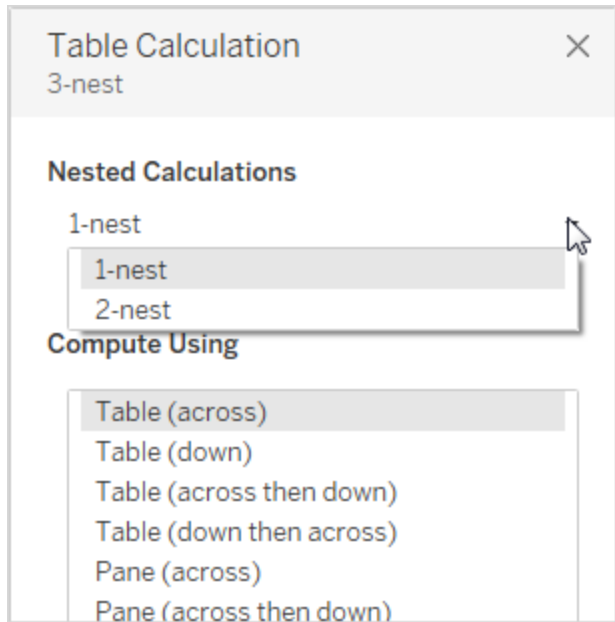 Table Calculation
3-nest
Nested Calculations
1-nest
1-nest
2-nest
Compute Using
Table (across)
Table (down)
Table (across then down)
Table (down then across)
Pane (across)
Pane (across then down)